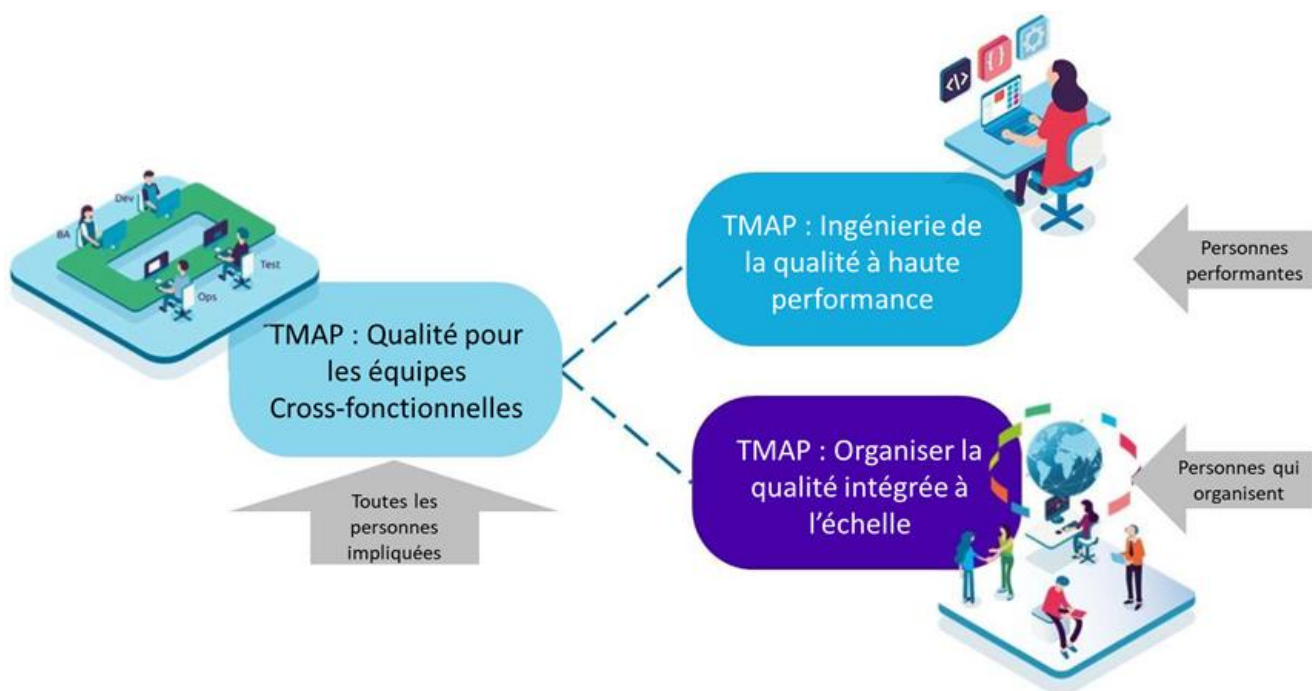 Dev
BA
Test
Ops
TMAP : Qualité pour
les équipes
Cross-fonctionnelles
Toutes les
personnes
impliquées
</>
{ }
TMAP : Ingénierie de
la qualité à haute
performance
Personnes
performantes
TMAP : Organiser la
qualité intégrée à
l’échelle
Personnes qui
organisent